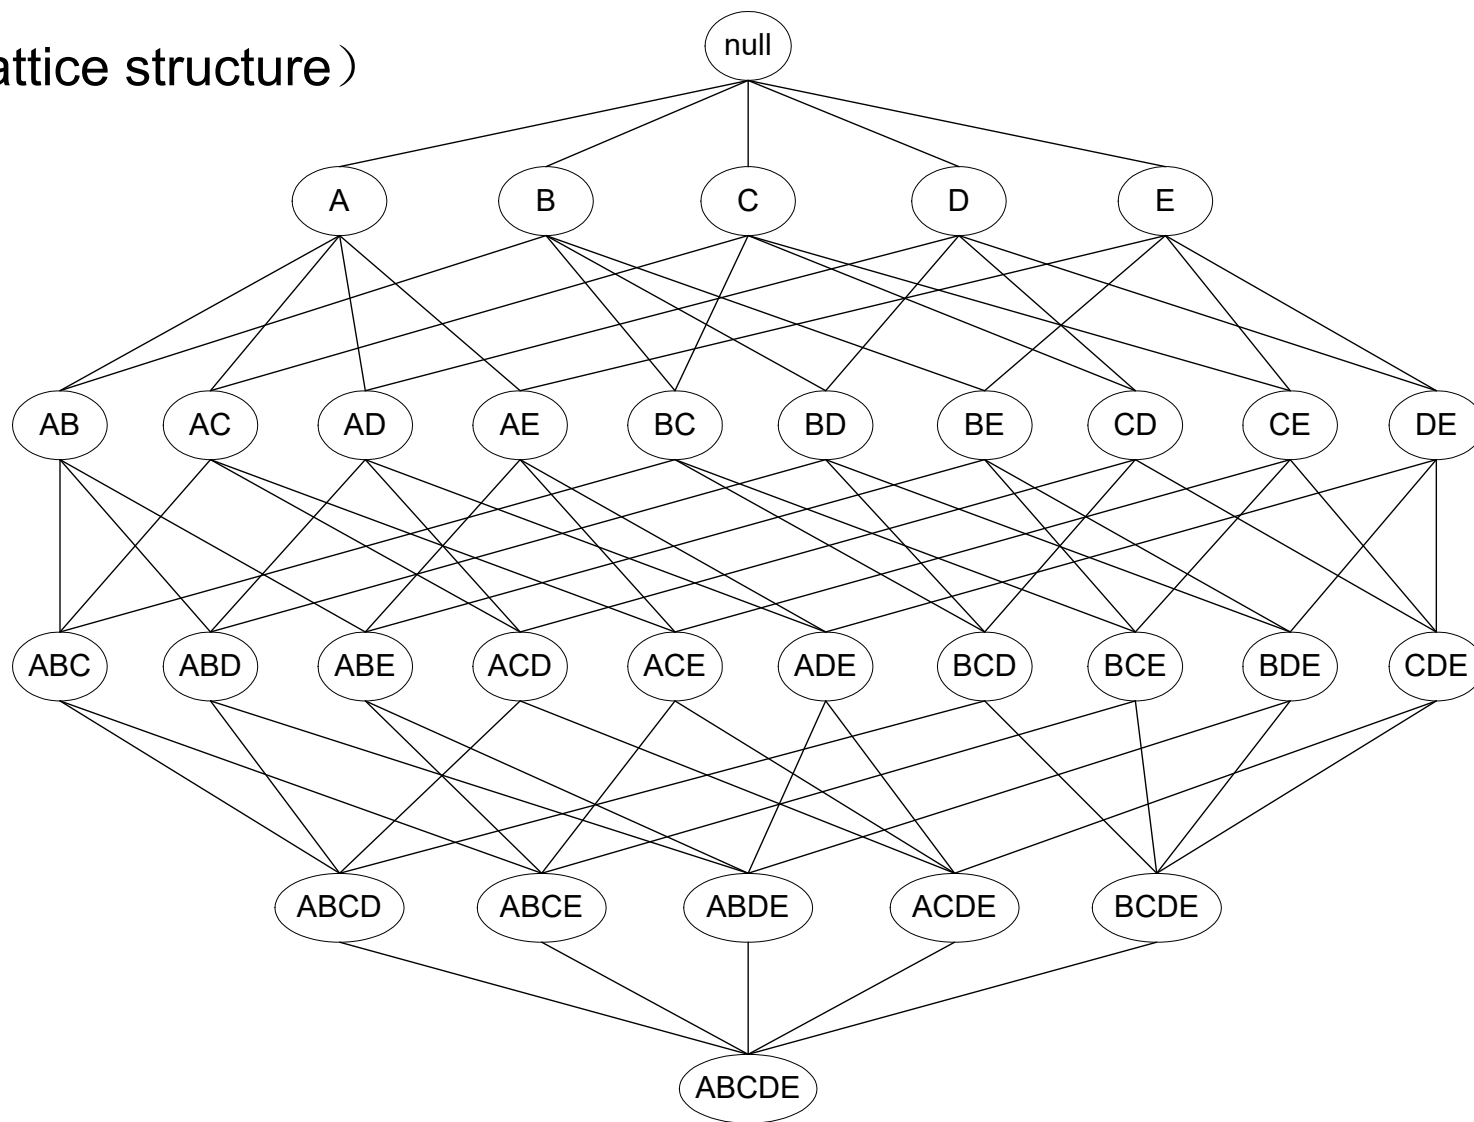 attice structure）
null
A B C D E
AB AC AD AE BC BD BE CD CE DE
ABC ABD ABE ACD ACE ADE BCD BCE BDE CDE
ABCD ABCE ABDE ACDE BCDE
ABCDE